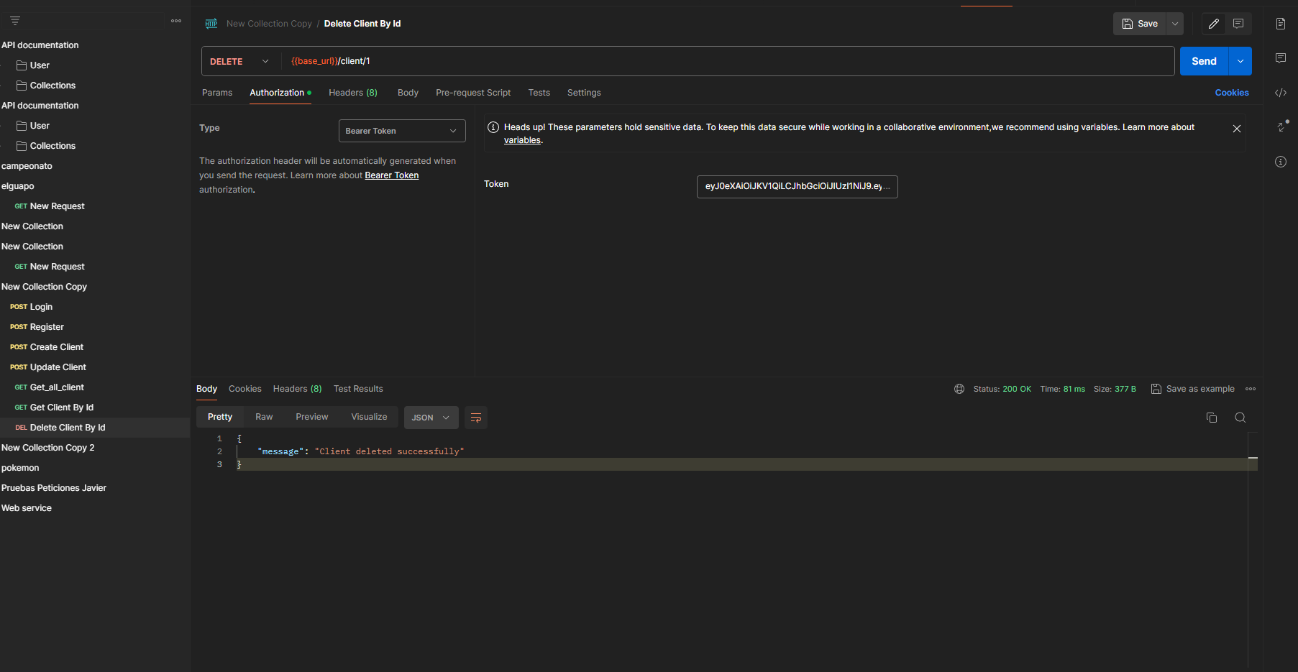 API documentation
User
Collections
API documentation
User
Collections
campeonato
elguapo
GET New Request
New Collection
New Collection
GET New Request
New Collection Copy
POST Login
POST Register
POST Create Client
POST Update Client
GET Get_all_client
GET Get Client By Id
DEL Delete Client By Id
New Collection Copy 2
pokemon
Pruebas Peticiones Javier
Web service
HTTP New Collection Copy / Delete Client By Id
Save
DELETE {{base_url}}/client/1
Send
Params Authorization Headers (8) Body Pre-request Script Tests Settings
Cookies
Type
Bearer Token
The authorization header will be automatically generated when
you send the request. Learn more about Bearer Token
authorization.
Heads up! These parameters hold sensitive data. To keep this data secure while working in a collaborative environment,we recommend using variables. Learn more about
variables.
Token
eyJ0eXAiOiJKV1QiLCJhbGciOiJIUzI1NiJ9.ey...
Body Cookies Headers (8) Test Results
Status: 200 OK Time: 81 ms Size: 377 B Save as example
Pretty Raw Preview Visualize JSON
1 {
2 "message": "Client deleted successfully"
3 }